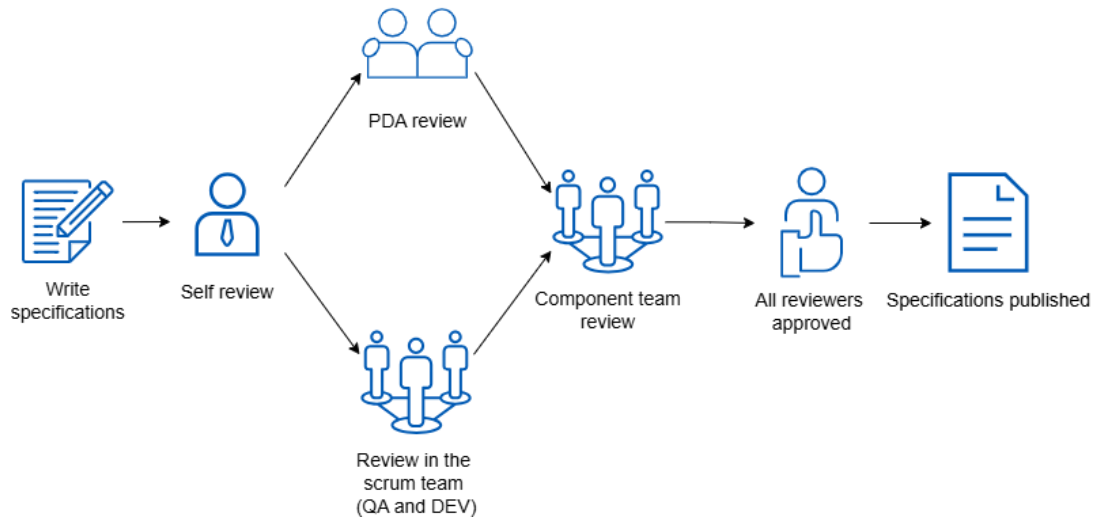 PDA review
Write
specifications
Self review
Component team
review
All reviewers
approved
Specifications published
Review in the
scrum team
(QA and DEV)